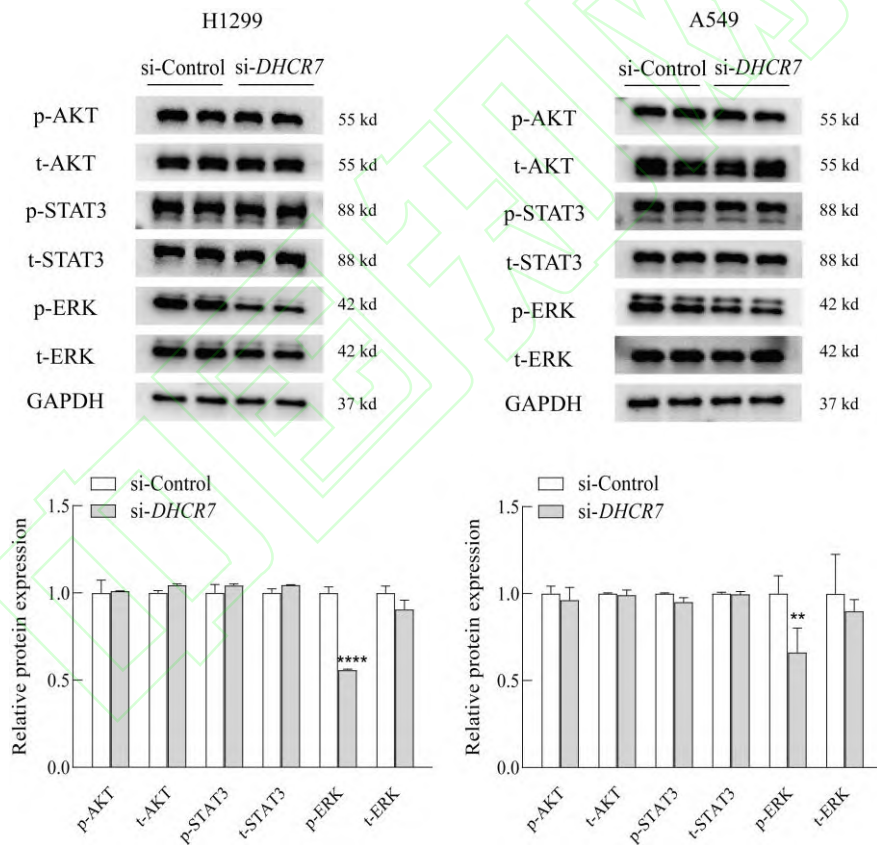 H1299
si-Control si-DHCR7
p-AKT 55 kd
t-AKT 55 kd
p-STAT3 88 kd
t-STAT3 88 kd
p-ERK 42 kd
t-ERK 42 kd
GAPDH 37 kd
A549
si-Control si-DHCR7
p-AKT 55 kd
t-AKT 55 kd
p-STAT3 88 kd
t-STAT3 88 kd
p-ERK 42 kd
t-ERK 42 kd
GAPDH 37 kd
si-Control
si-DHCR7
Relative protein expression
1.5
1.0
0.5
0.0
****
p-AKT t-AKT p-STAT3 t-STAT3 p-ERK t-ERK
si-Control
si-DHCR7
Relative protein expression
1.5
1.0
0.5
0.0
**
p-AKT t-AKT p-STAT3 t-STAT3 p-ERK t-ERK